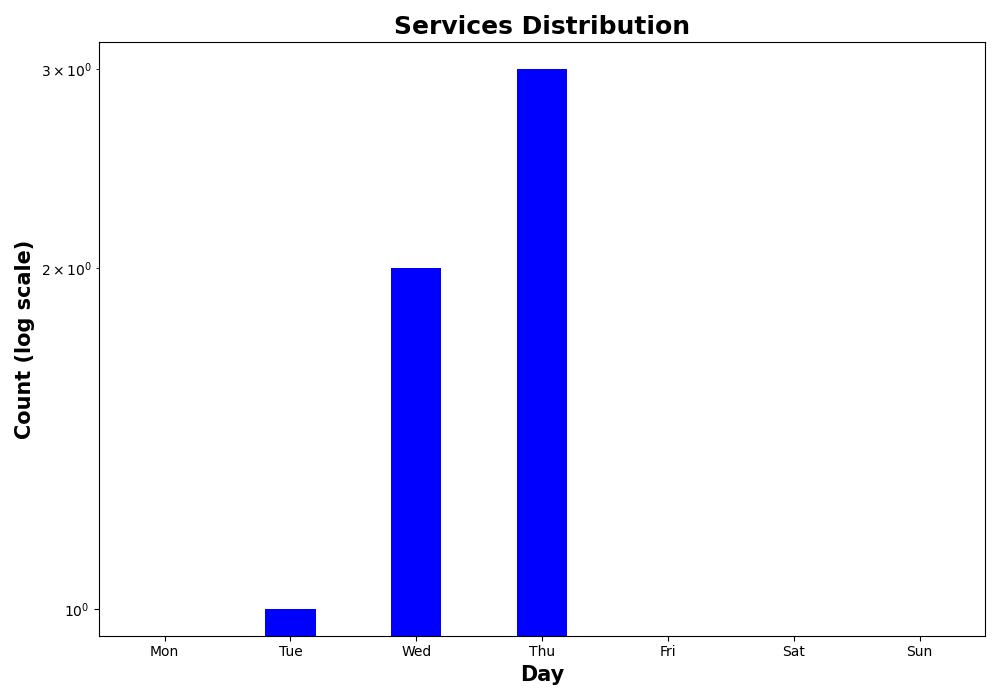 Services Distribution
3 × 10⁰
2 × 10⁰
10⁰
Count (log scale)
Mon Tue Wed Thu Fri Sat Sun
Day